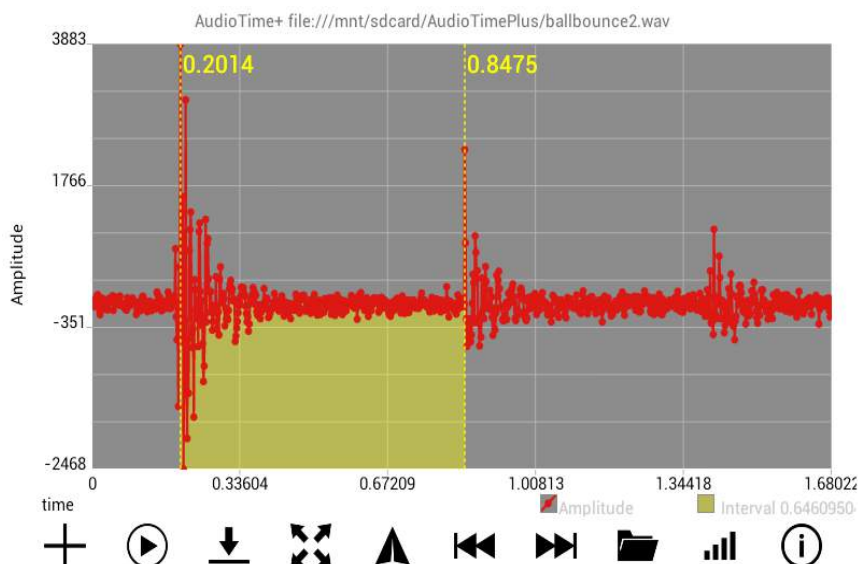 AudioTime+ file:///mnt/sdcard/AudioTimePlus/ballbounce2.wav
3883
0.2014 0.8475
1766
Amplitude
-351
-2468
0 0.33604 0.67209 1.00813 1.34418 1.68022
time
Amplitude Interval 0.6460950